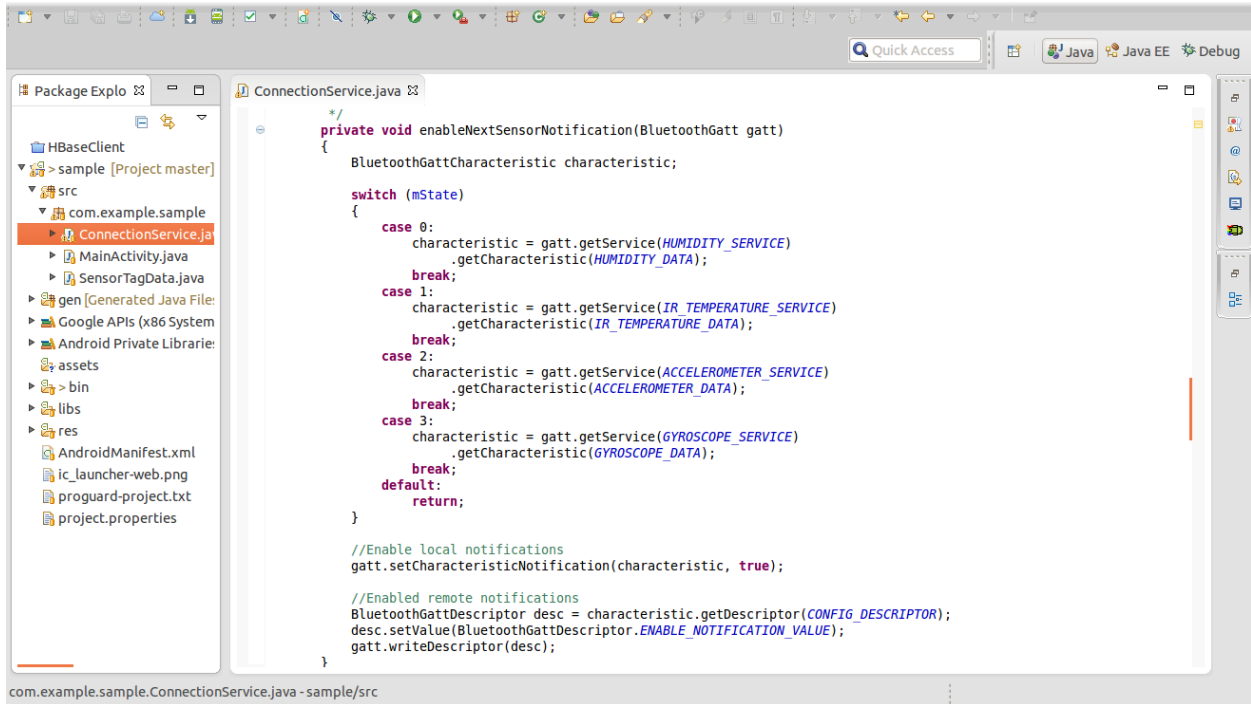 Quick Access
Java
Java EE
Debug
Package Explo
ConnectionService.java
HBaseClient
> sample [Project master]
src
com.example.sample
ConnectionService.jav
MainActivity.java
SensorTagData.java
gen [Generated Java Files
Google APIs (x86 System
Android Private Libraries
assets
> bin
libs
res
AndroidManifest.xml
ic_launcher-web.png
proguard-project.txt
project.properties
*/
private void enableNextSensorNotification(BluetoothGatt gatt)
{
BluetoothGattCharacteristic characteristic;
switch (mState)
{
case 0:
characteristic = gatt.getService(HUMIDITY_SERVICE)
.getCharacteristic(HUMIDITY_DATA);
break;
case 1:
characteristic = gatt.getService(IR_TEMPERATURE_SERVICE)
.getCharacteristic(IR_TEMPERATURE_DATA);
break;
case 2:
characteristic = gatt.getService(ACCELEROMETER_SERVICE)
.getCharacteristic(ACCELEROMETER_DATA);
break;
case 3:
characteristic = gatt.getService(GYROSCOPE_SERVICE)
.getCharacteristic(GYROSCOPE_DATA);
break;
default:
return;
}
//Enable local notifications
gatt.setCharacteristicNotification(characteristic, true);
//Enabled remote notifications
BluetoothGattDescriptor desc = characteristic.getDescriptor(CONFIG_DESCRIPTOR);
desc.setValue(BluetoothGattDescriptor.ENABLE_NOTIFICATION_VALUE);
gatt.writeDescriptor(desc);
}
com.example.sample.ConnectionService.java - sample/src